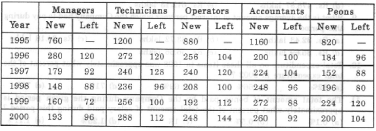 Managers Technicians Operators Accountants Peons
Year New Left New Left New Left New Left New Left
1995 760 — 1200 — 880 — 1160 — 820 —
1996 280 120 272 120 256 104 200 100 184 96
1997 179 92 240 128 240 120 224 104 152 88
1998 148 88 236 96 208 100 248 96 196 80
1999 160 72 256 100 192 112 272 88 224 120
2000 193 96 288 112 248 144 260 92 200 104